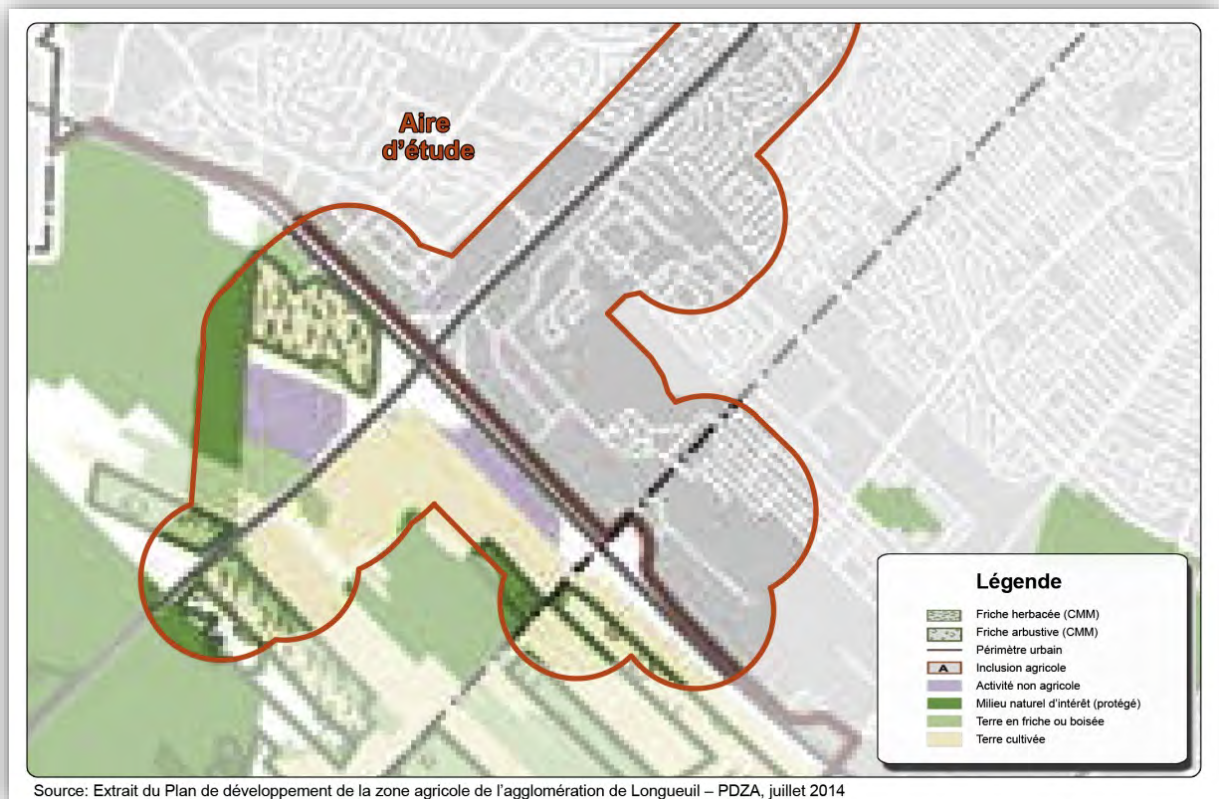 Aire
d'étude
Légende
Friche herbacée (CMM)
Friche arbustive (CMM)
Périmètre urbain
A Inclusion agricole
Activité non agricole
Milieu naturel d'intérêt (protégé)
Terre en friche ou boisée
Terre cultivée
Source: Extrait du Plan de développement de la zone agricole de l'agglomération de Longueuil – PDZA, juillet 2014